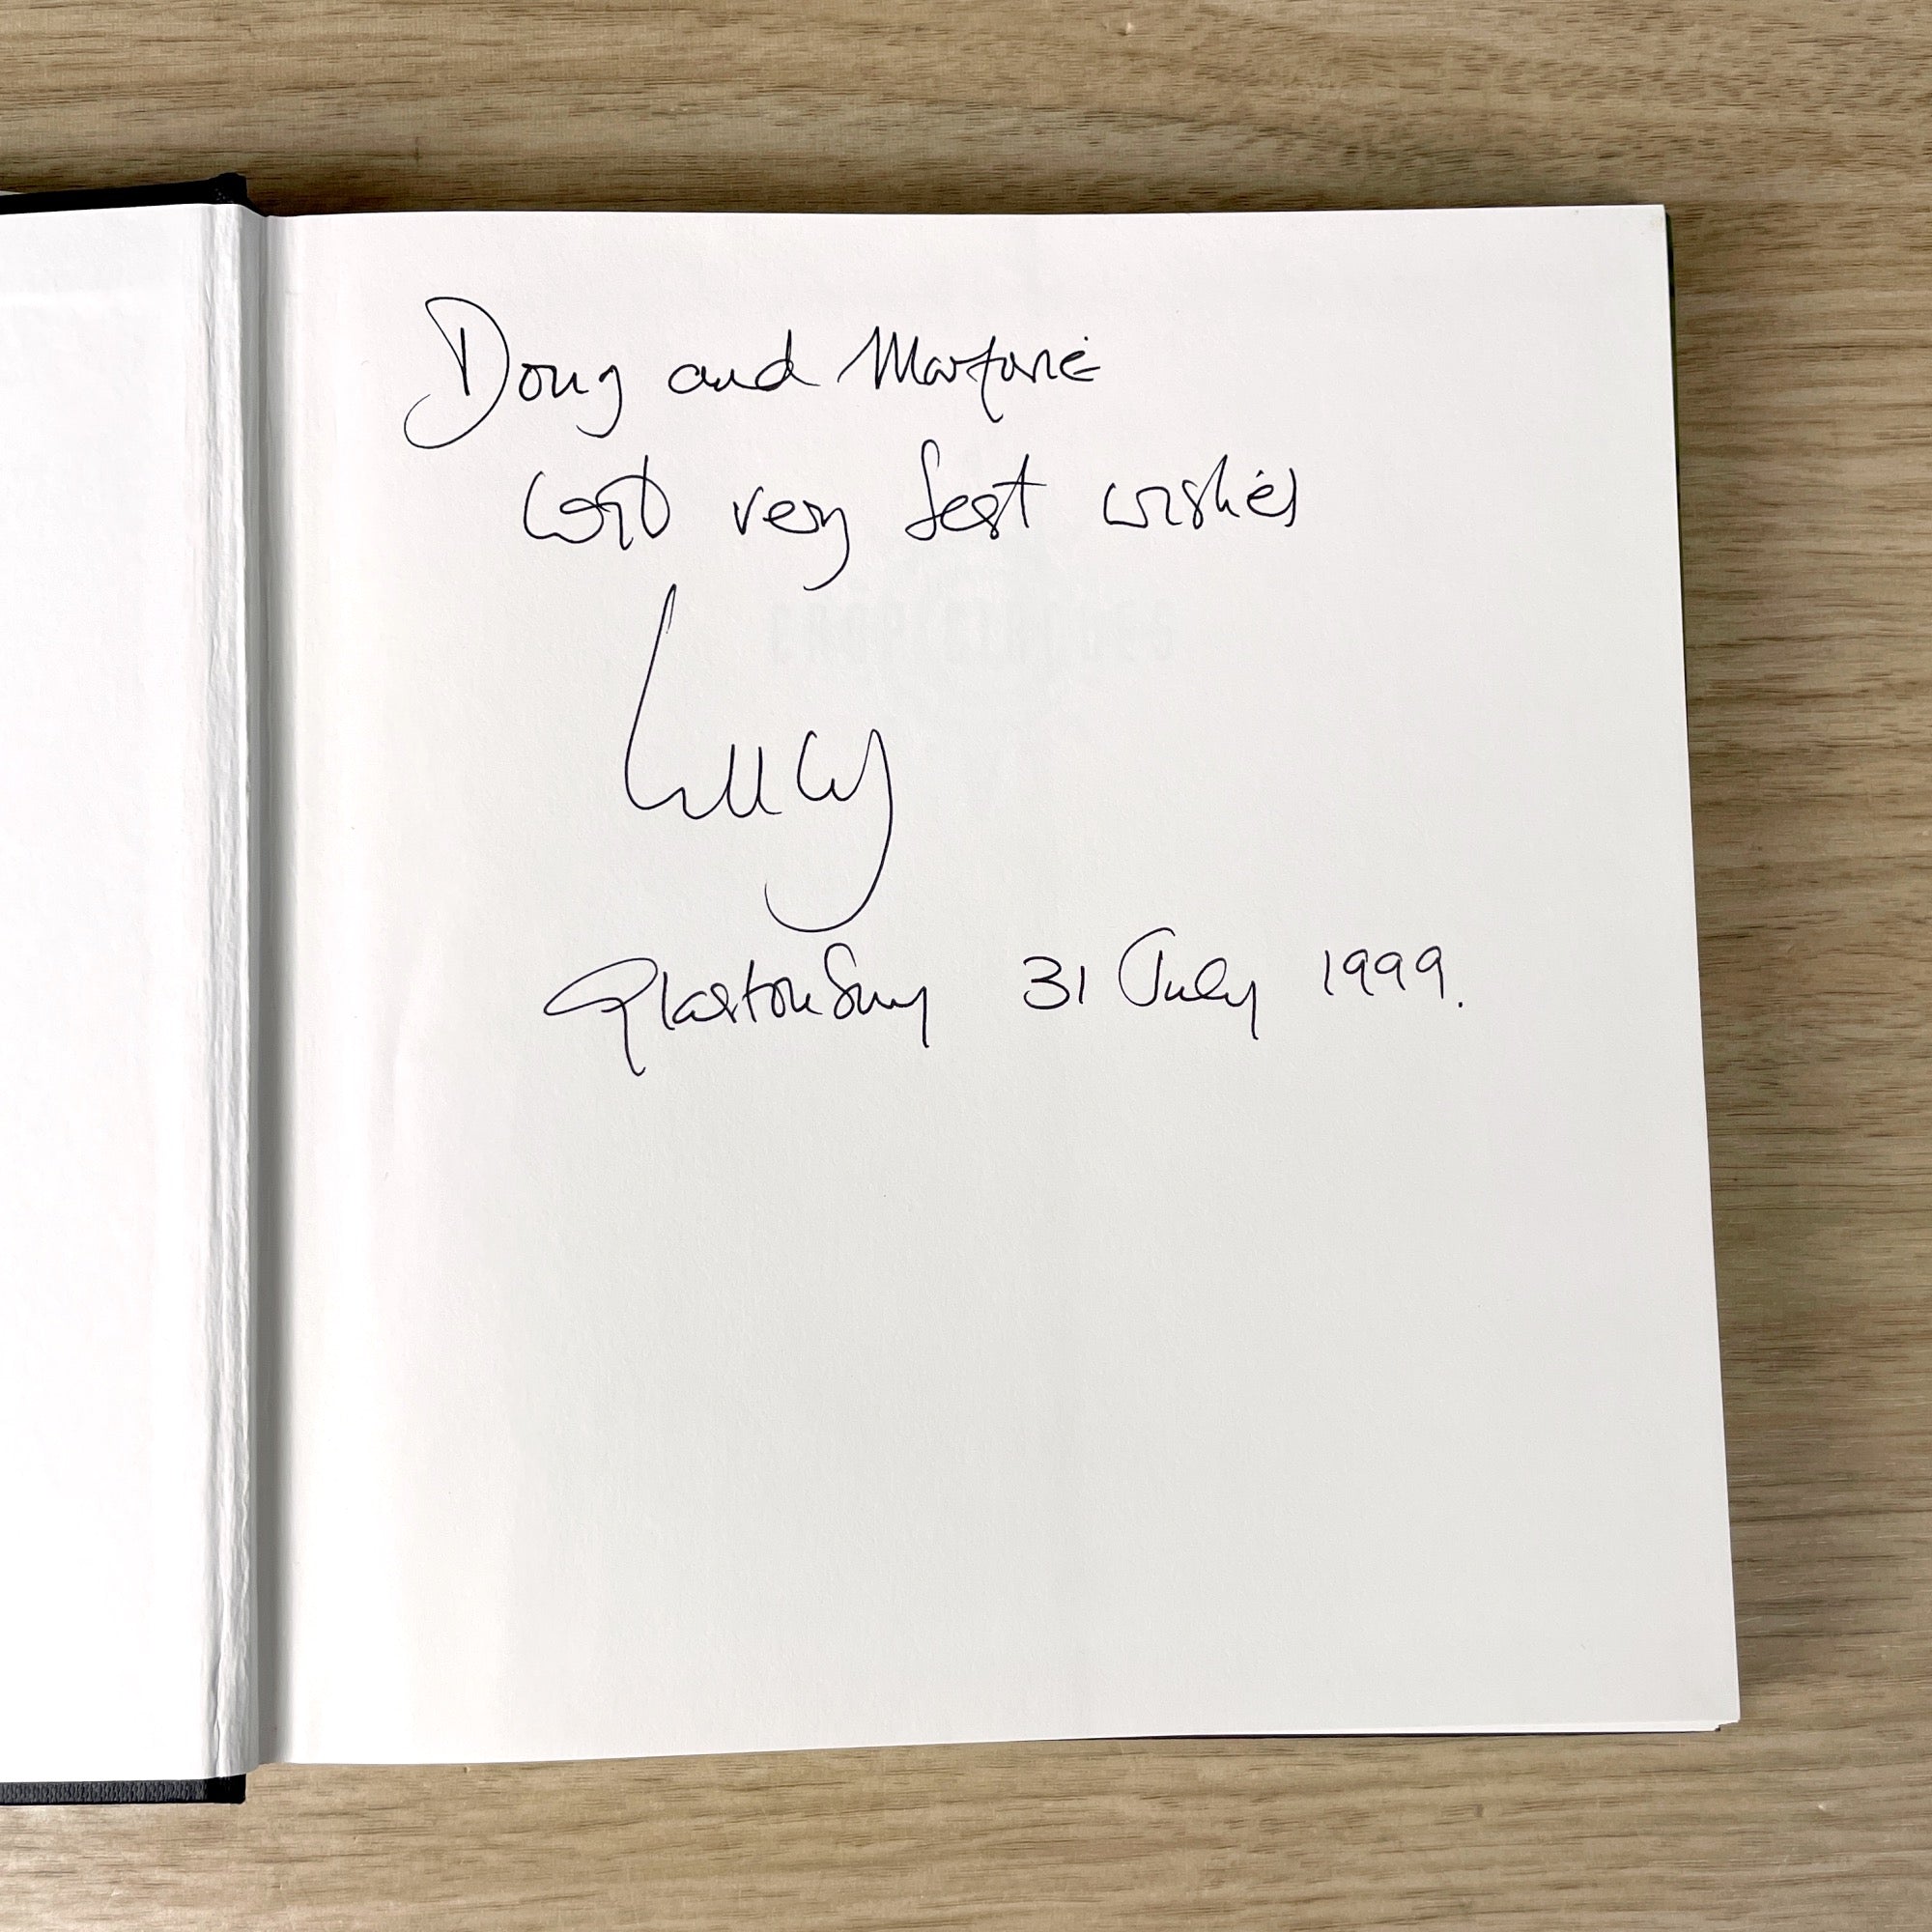 Doug and Marjorie
with very best wishes
Lucy
Glastonbury 31 July 1999.